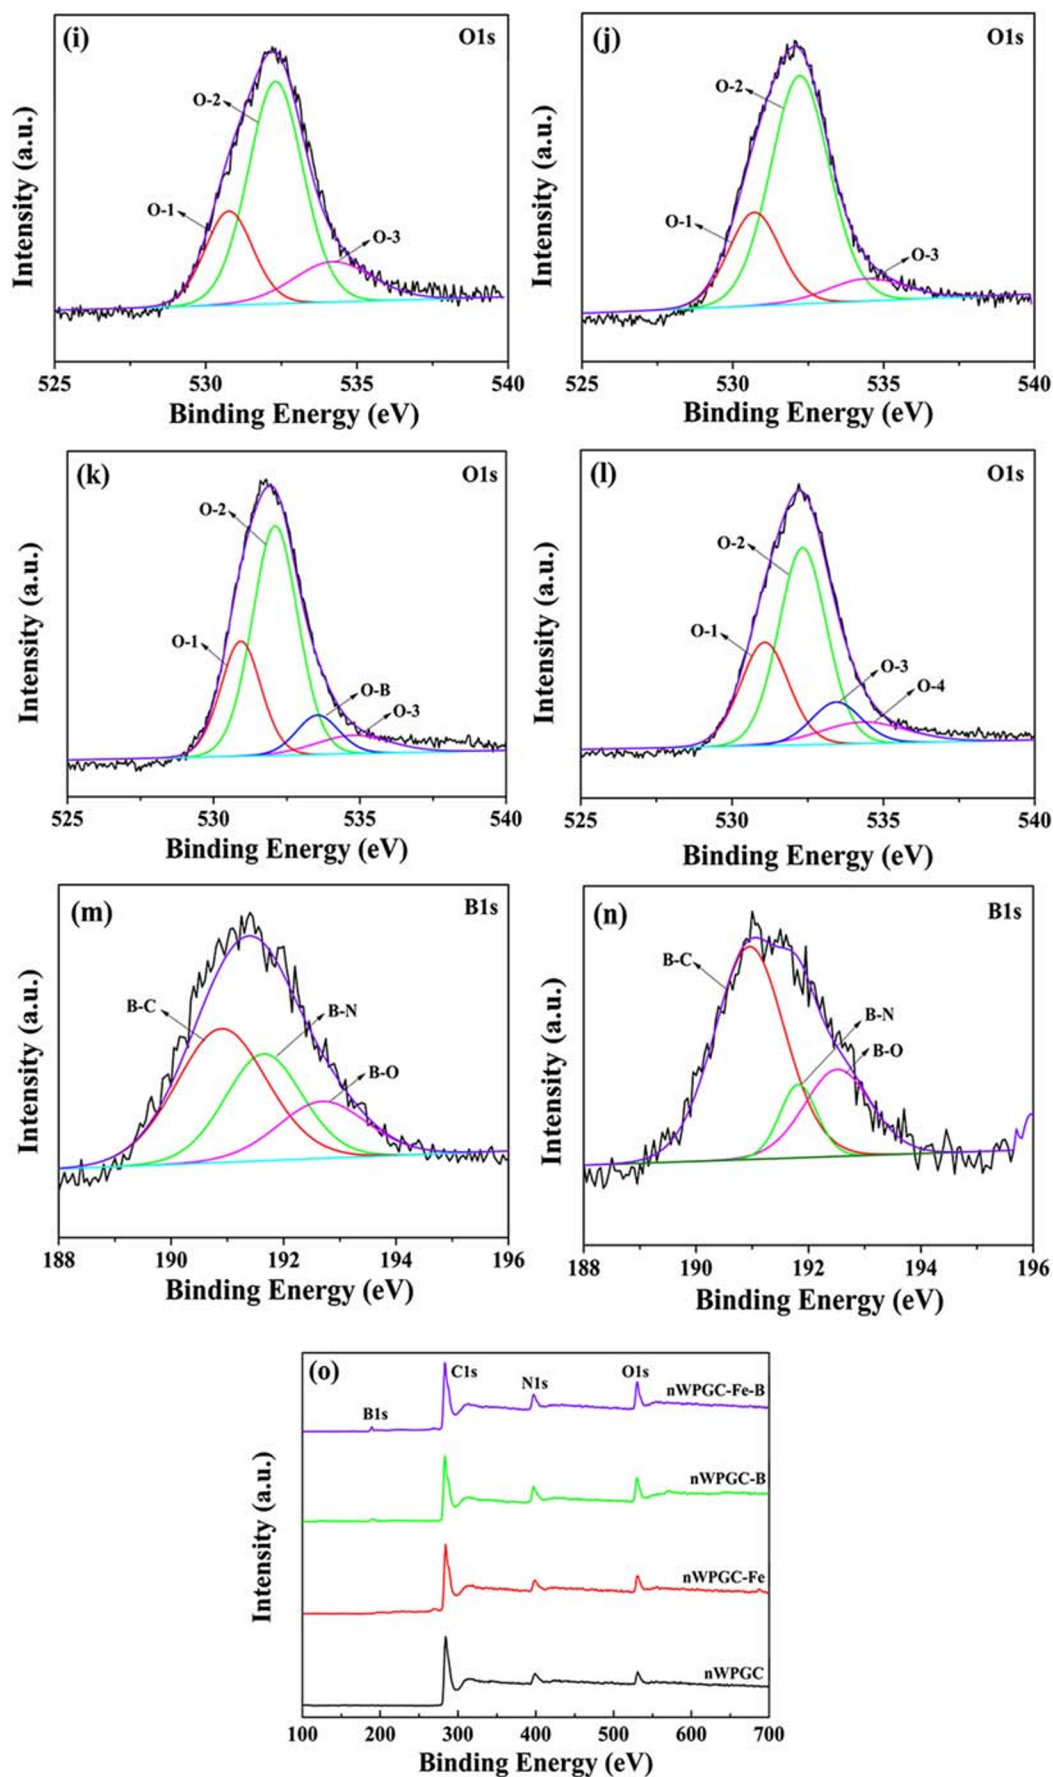 (i)
O1s
O-2
O-1
O-3
Intensity (a.u.)
525 530 535 540
Binding Energy (eV)
(j)
O1s
O-2
O-1
O-3
Intensity (a.u.)
525 530 535 540
Binding Energy (eV)
(k)
O1s
O-2
O-1
O-B
O-3
Intensity (a.u.)
525 530 535 540
Binding Energy (eV)
(l)
O1s
O-2
O-1
O-3
O-4
Intensity (a.u.)
525 530 535 540
Binding Energy (eV)
(m)
B1s
B-C
B-N
B-O
Intensity (a.u.)
188 190 192 194 196
Binding Energy (eV)
(n)
B1s
B-C
B-N
B-O
Intensity (a.u.)
188 190 192 194 196
Binding Energy (eV)
(o)
C1s
N1s
O1s
nWPGC-Fe-B
B1s
nWPGC-B
nWPGC-Fe
nWPGC
Intensity (a.u.)
100 200 300 400 500 600 700
Binding Energy (eV)